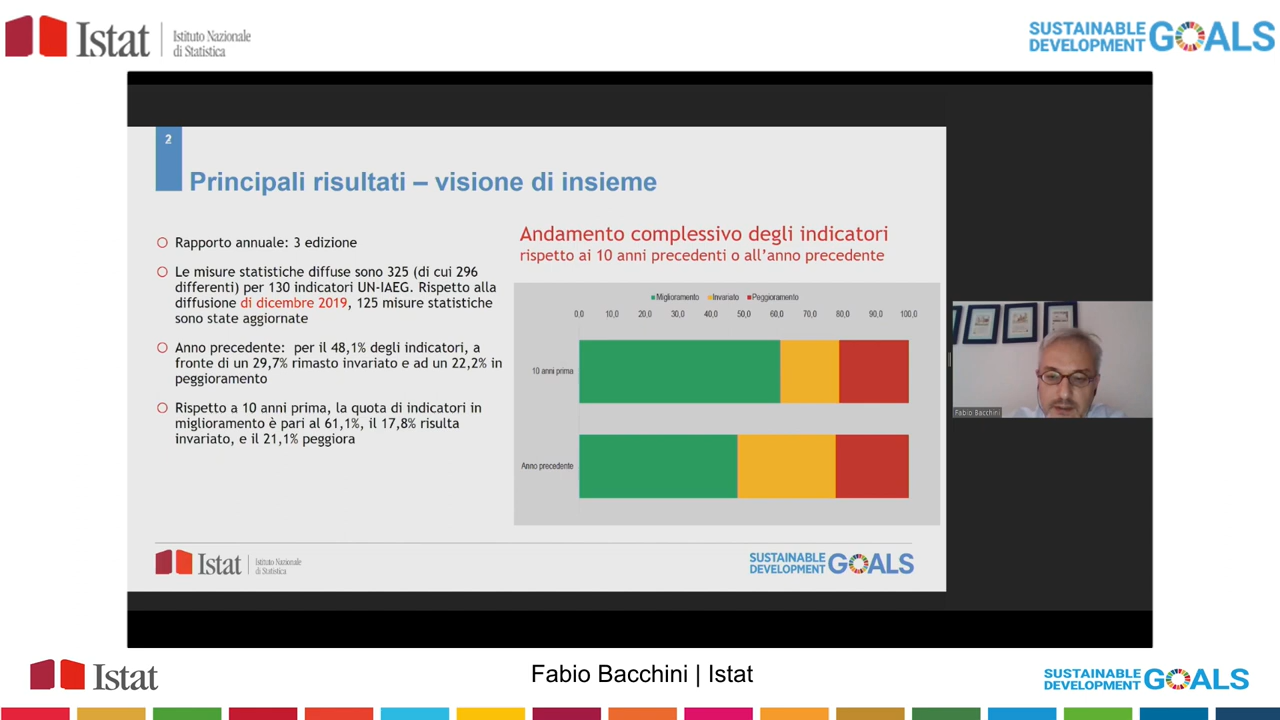 Istat
Istituto Nazionale
di Statistica
SUSTAINABLE
DEVELOPMENT
GOALS
2
Principali risultati – visione di insieme
Rapporto annuale: 3 edizione
Le misure statistiche diffuse sono 325 (di cui 296
differenti) per 130 indicatori UN-IAEG. Rispetto alla
diffusione di dicembre 2019, 125 misure statistiche
sono state aggiornate
Anno precedente: per il 48,1% degli indicatori, a
fronte di un 29,7% rimasto invariato e ad un 22,2% in
peggioramento
Rispetto a 10 anni prima, la quota di indicatori in
miglioramento è pari al 61,1%, il 17,8% risulta
invariato, e il 21,1% peggiora
Andamento complessivo degli indicatori
rispetto ai 10 anni precedenti o all'anno precedente
Miglioramento Invariato Peggioramento
0,0 10,0 20,0 30,0 40,0 50,0 60,0 70,0 80,0 90,0 100,0
10 anni prima
Anno precedente
Istat
Istituto Nazionale
di Statistica
SUSTAINABLE
DEVELOPMENT
GOALS
Fabio Bacchini
Istat
Fabio Bacchini | Istat
SUSTAINABLE
DEVELOPMENT
GOALS